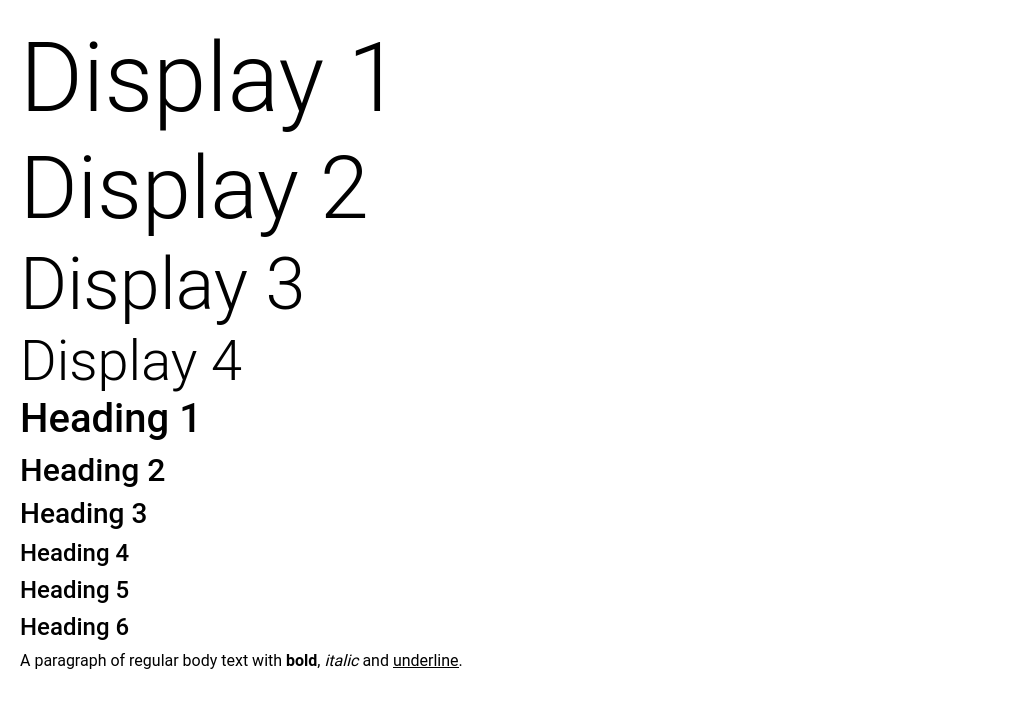 Display 1
Display 2
Display 3
Display 4
Heading 1
Heading 2
Heading 3
Heading 4
Heading 5
Heading 6
A paragraph of regular body text with bold, italic and underline.